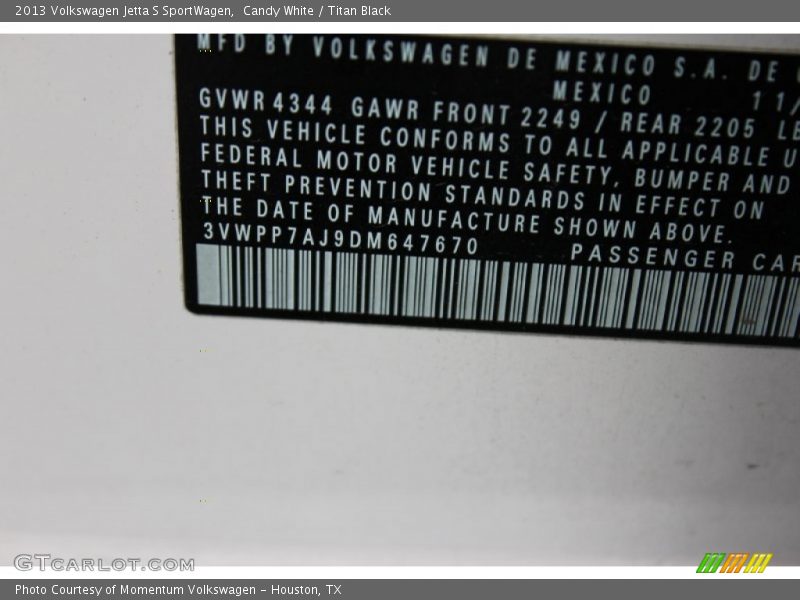 2013 Volkswagen Jetta S SportWagen, Candy White / Titan Black
MFD BY VOLKSWAGEN DE MEXICO S.A. DE
MEXICO 11/
GVWR 4344 GAWR FRONT 2249 / REAR 2205 LB
THIS VEHICLE CONFORMS TO ALL APPLICABLE U
FEDERAL MOTOR VEHICLE SAFETY, BUMPER AND
THEFT PREVENTION STANDARDS IN EFFECT ON
THE DATE OF MANUFACTURE SHOWN ABOVE.
3VWPP7AJ9DM647670 PASSENGER CAR
GTCARLOT.COM
Photo Courtesy of Momentum Volkswagen - Houston, TX